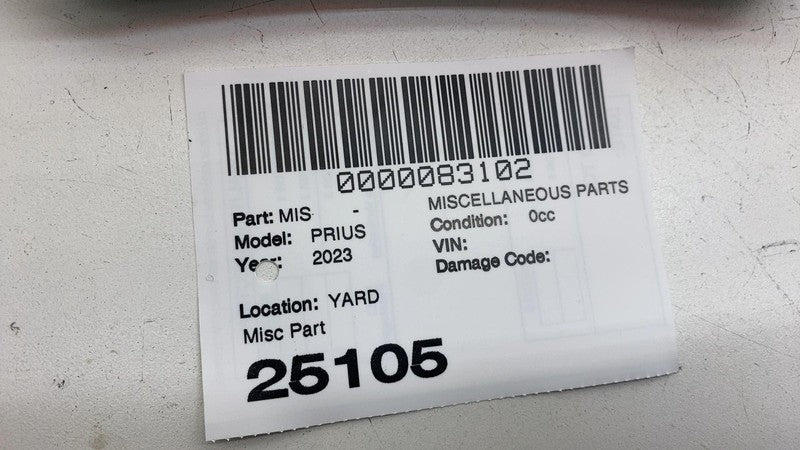 0000083102
Part: MIS -
MISCELLANEOUS PARTS
Model: PRIUS
Condition: 0cc
Year: 2023
VIN:
Damage Code:
Location: YARD
Misc Part
25105